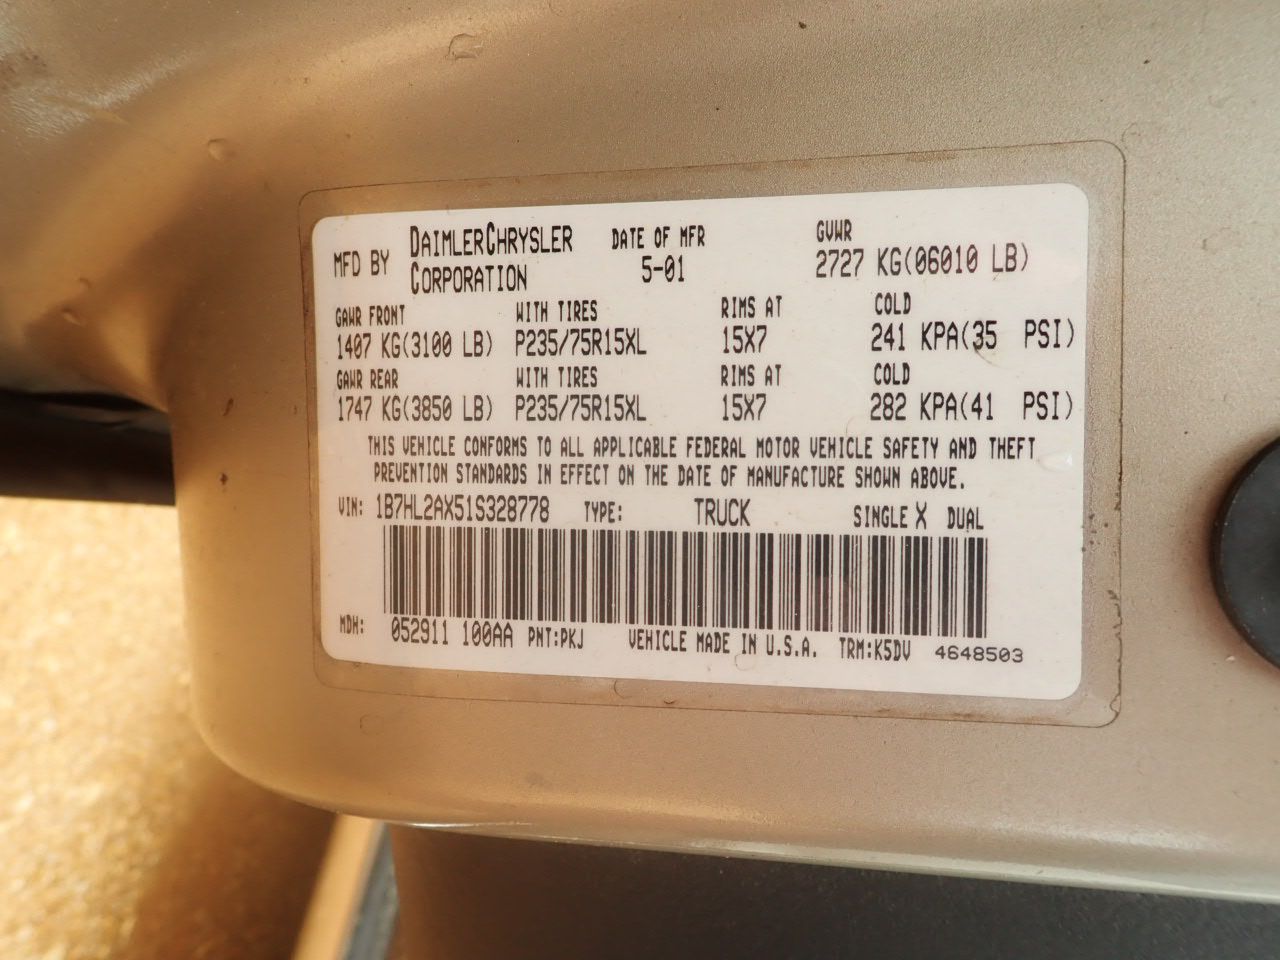 MFD BY DAIMLERCHRYSLER CORPORATION DATE OF MFR 5-01 GVWR 2727 KG(06010 LB)
GAWR FRONT WITH TIRES RIMS AT COLD
1407 KG(3100 LB) P235/75R15XL 15X7 241 KPA(35 PSI)
GAWR REAR WITH TIRES RIMS AT COLD
1747 KG(3850 LB) P235/75R15XL 15X7 282 KPA(41 PSI)
THIS VEHICLE CONFORMS TO ALL APPLICABLE FEDERAL MOTOR VEHICLE SAFETY AND THEFT
PREVENTION STANDARDS IN EFFECT ON THE DATE OF MANUFACTURE SHOWN ABOVE.
VIN: 1B7HL2AX51S328778 TYPE: TRUCK SINGLE X DUAL
MDH: 052911 100AA PNT:PKJ VEHICLE MADE IN U.S.A. TRM:K5DV 4648503